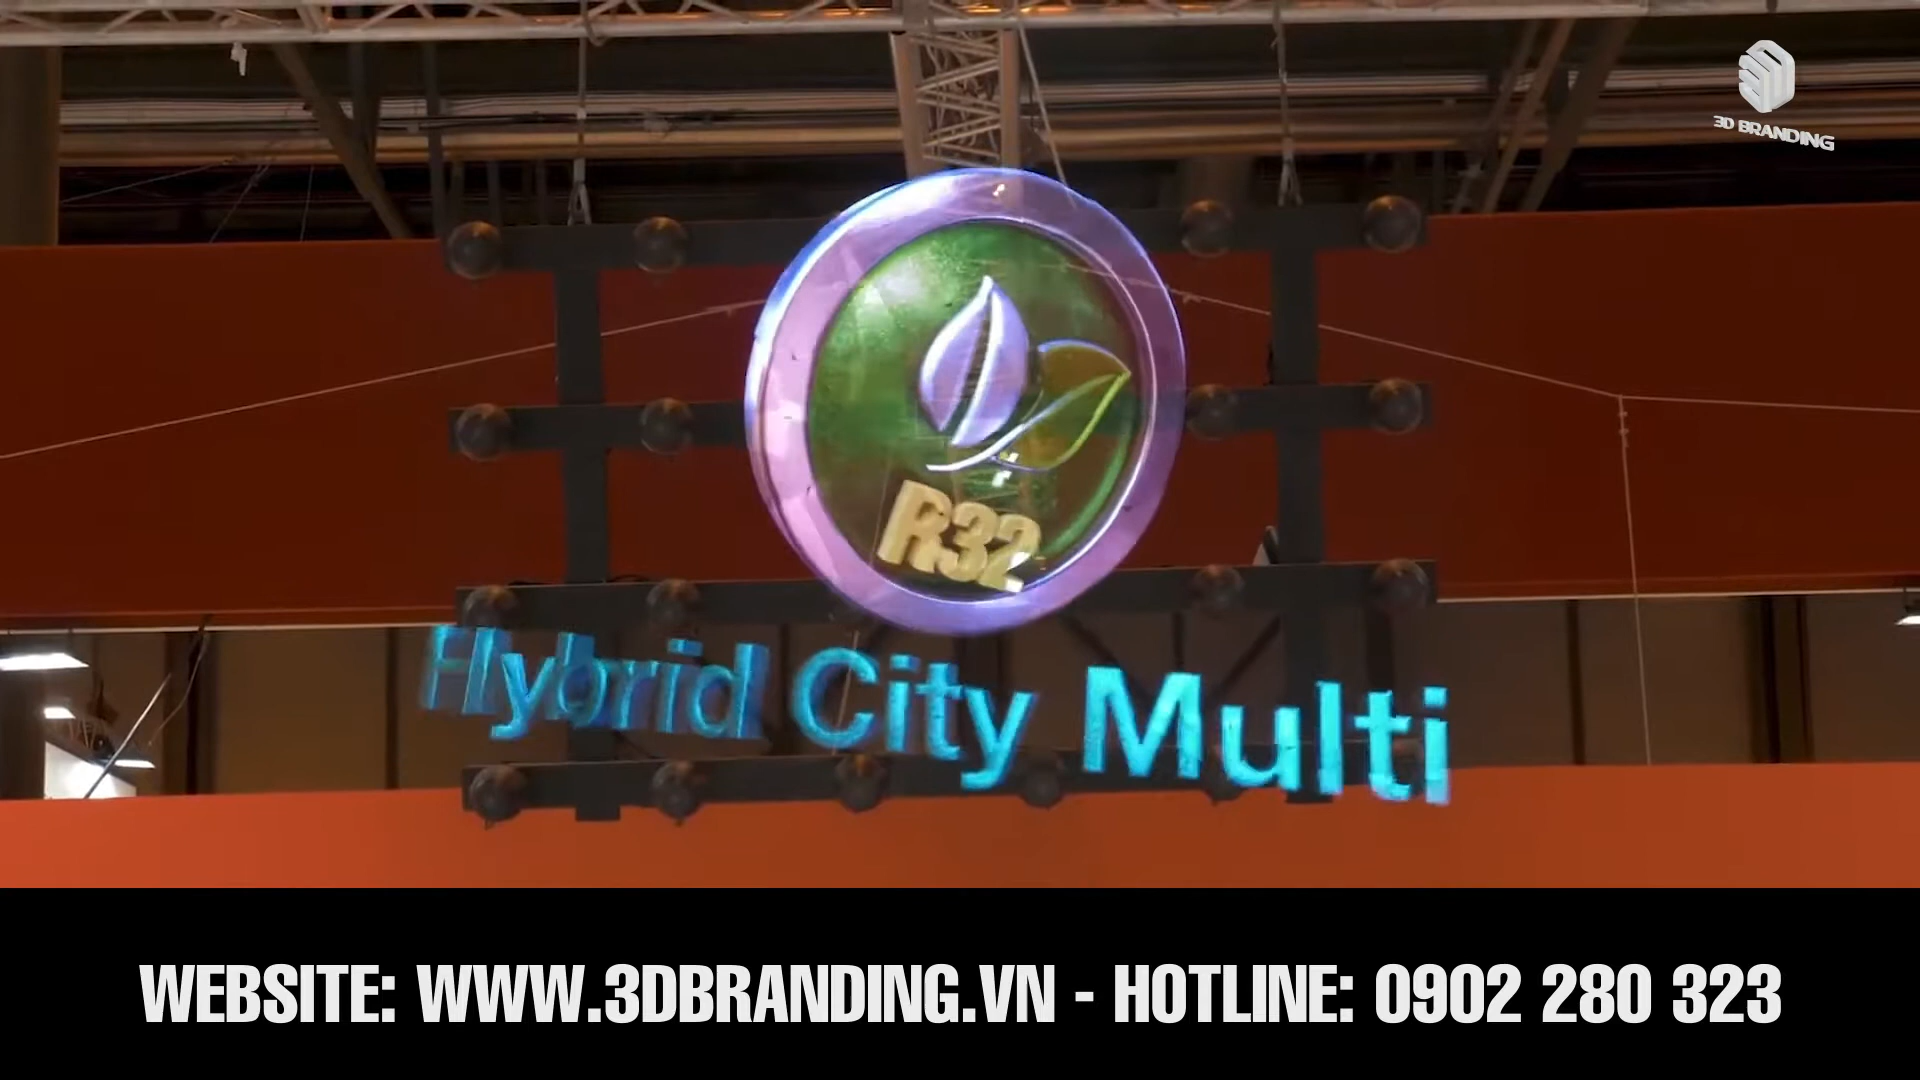 3D BRANDING
R32
Hybrid City Multi
WEBSITE: WWW.3DBRANDING.VN - HOTLINE: 0902 280 323